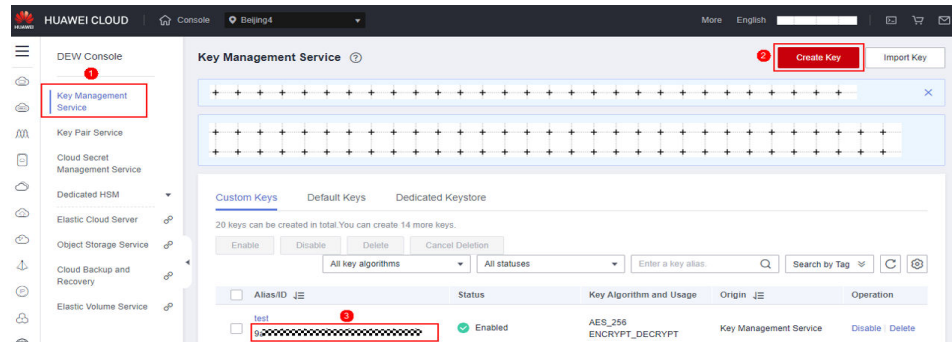 HUAWEI
HUAWEI CLOUD
Console
Beijing4
More
English
DEW Console
1
Key Management
Service
Key Pair Service
Cloud Secret
Management Service
Dedicated HSM
Elastic Cloud Server
Object Storage Service
Cloud Backup and
Recovery
Elastic Volume Service
Key Management Service
2
Create Key
Import Key
Custom Keys
Default Keys
Dedicated Keystore
20 keys can be created in total.You can create 14 more keys.
Enable
Disable
Delete
Cancel Deletion
All key algorithms
All statuses
Enter a key alias.
Search by Tag
Alias/ID
Status
Key Algorithm and Usage
Origin
Operation
test
3
Enabled
AES_256
ENCRYPT_DECRYPT
Key Management Service
Disable
Delete